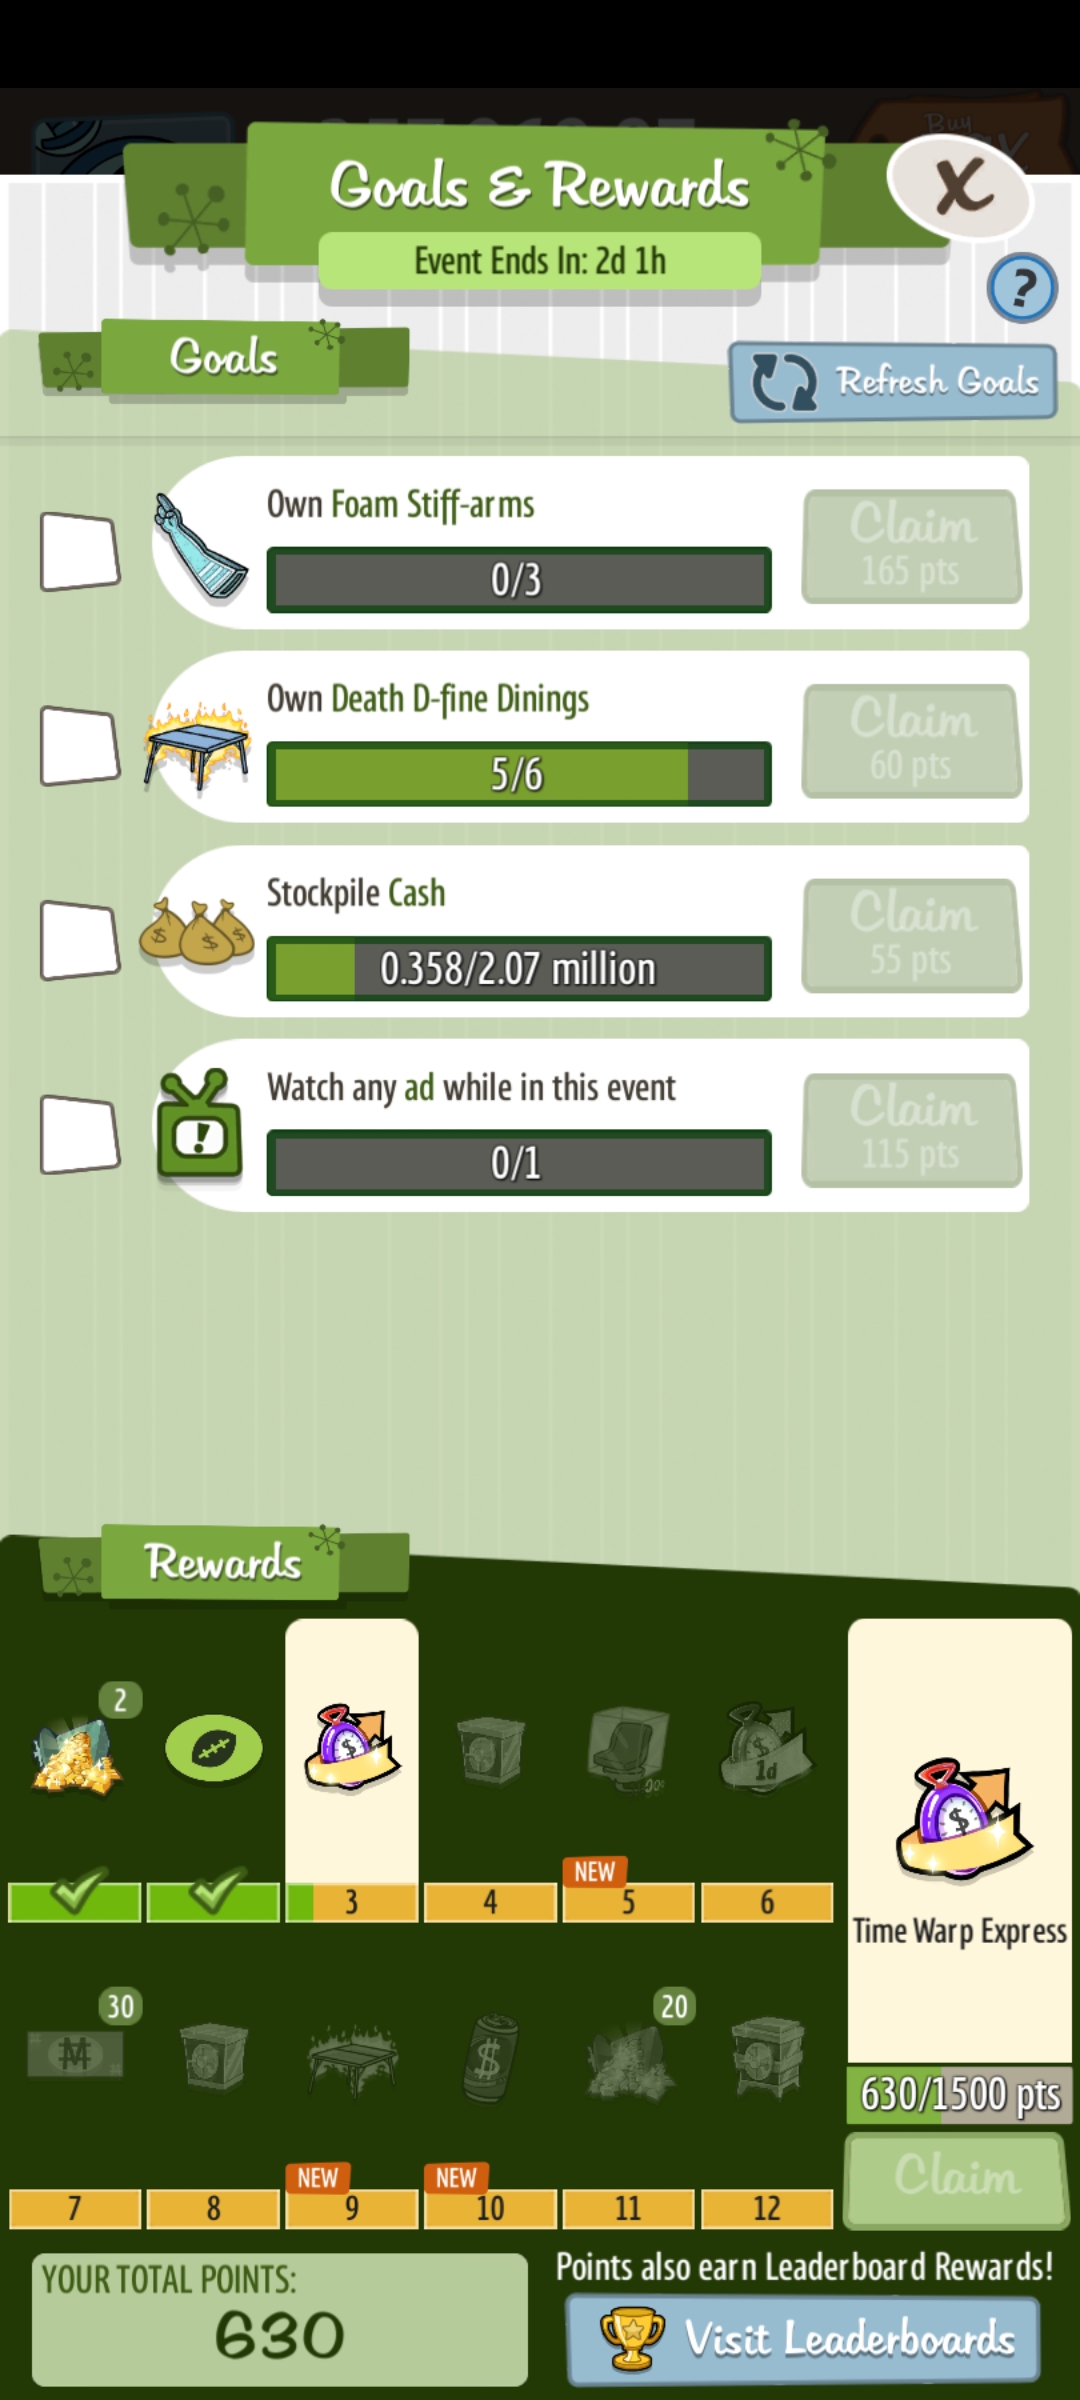 Buy
Goals & Rewards
X
Event Ends In: 2d 1h
?
Goals
Refresh Goals
Own Foam Stiff-arms
0/3
Claim
165 pts
Own Death D-fine Dinings
5/6
Claim
60 pts
Stockpile Cash
0.358/2.07 million
Claim
55 pts
Watch any ad while in this event
0/1
Claim
115 pts
Rewards
2
1d
NEW
3
4
5
6
Time Warp Express
30
20
630/1500 pts
NEW
NEW
Claim
7
8
9
10
11
12
YOUR TOTAL POINTS:
630
Points also earn Leaderboard Rewards!
Visit Leaderboards